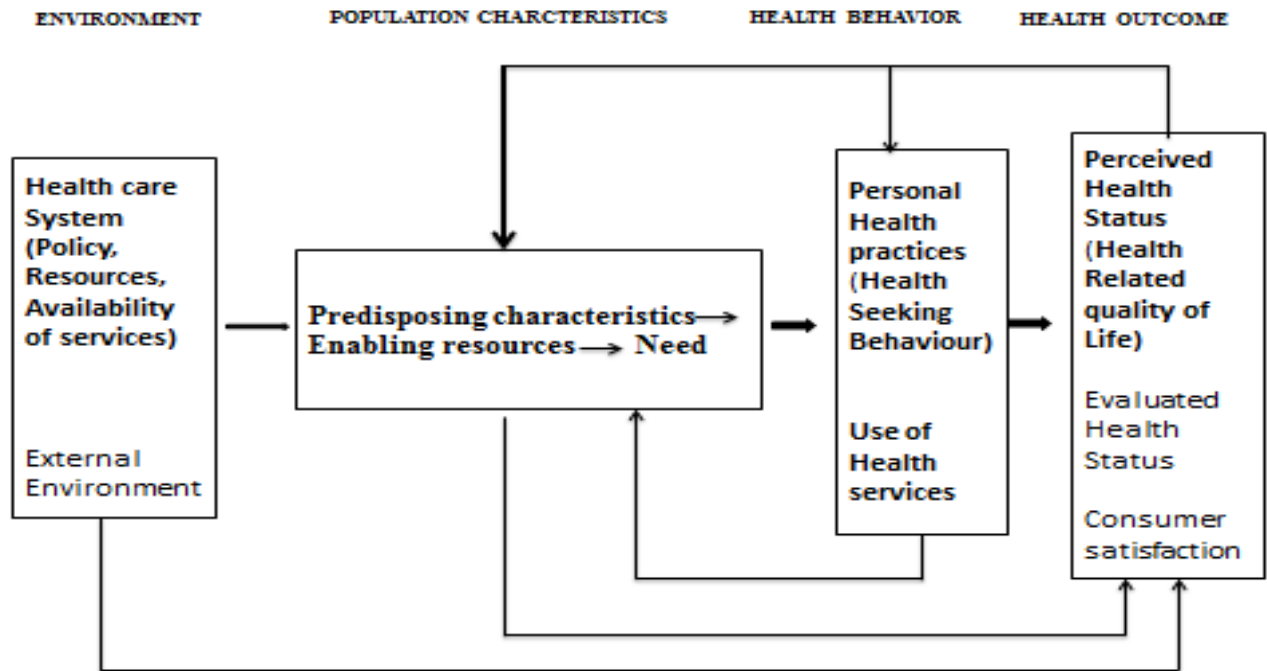 ENVIRONMENT
POPULATION CHARCTERISTICS
HEALTH BEHAVIOR
HEALTH OUTCOME
Health care
System
(Policy,
Resources,
Availability
of services)
External
Environment
Predisposing characteristics→
Enabling resources→ Need
Personal
Health
practices
(Health
Seeking
Behaviour)
Use of
Health
services
Perceived
Health
Status
(Health
Related
quality of
Life)
Evaluated
Health
Status
Consumer
satisfaction